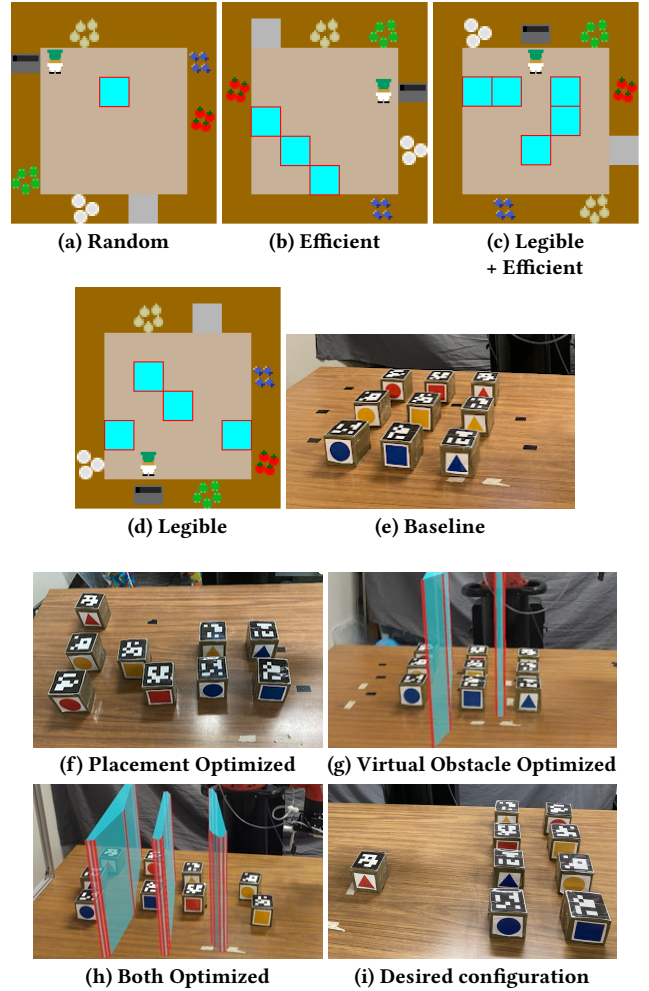 (a) Random
(b) Efficient
(c) Legible
+ Efficient
(d) Legible
(e) Baseline
(f) Placement Optimized
(g) Virtual Obstacle Optimized
(h) Both Optimized
(i) Desired configuration